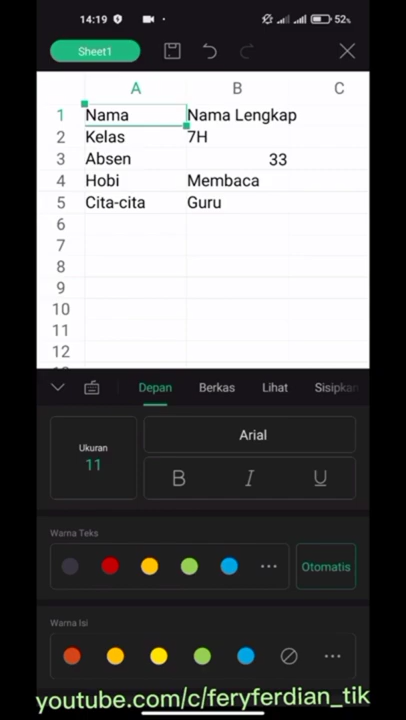 14:19 52%
Sheet1
A B C
1 Nama Nama Lengkap
2 Kelas 7H
3 Absen 33
4 Hobi Membaca
5 Cita-cita Guru
6
7
8
9
10
11
12
Depan Berkas Lihat Sisipkan
Ukuran
11
Arial
B I U
Warna Teks
Otomatis
Warna Isi
youtube.com/c/feryferdian_tik